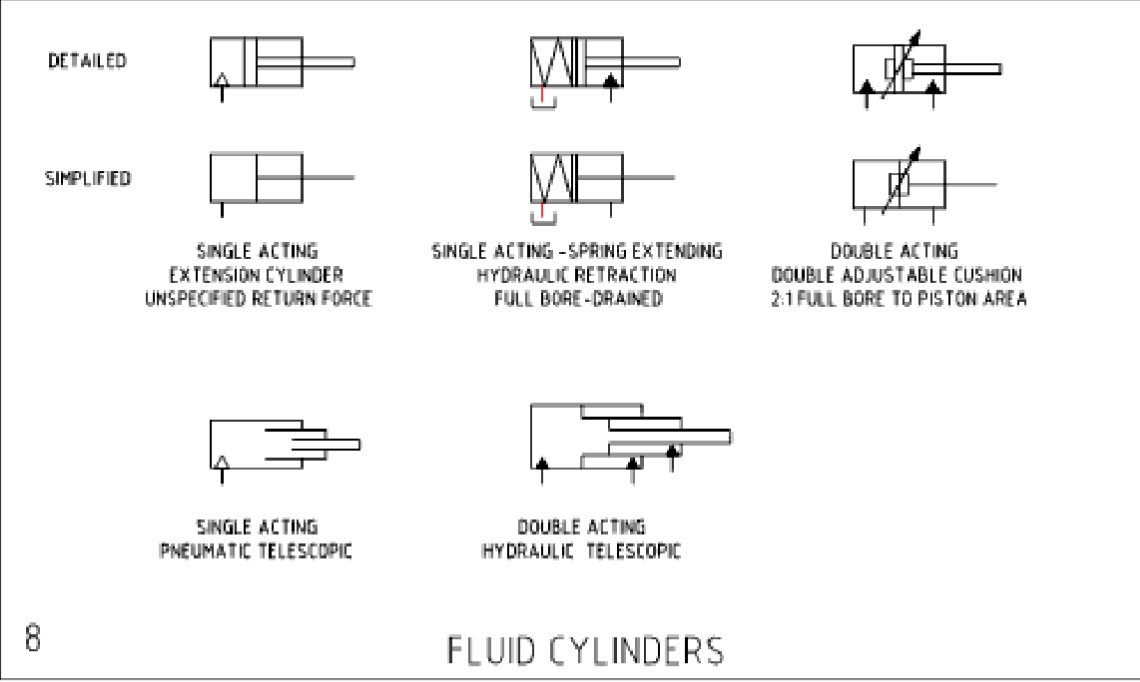 DETAILED
SIMPLIFIED
SINGLE ACTING
EXTENSION CYLINDER
UNSPECIFIED RETURN FORCE
SINGLE ACTING - SPRING EXTENDING
HYDRAULIC RETRACTION
FULL BORE - DRAINED
DOUBLE ACTING
DOUBLE ADJUSTABLE CUSHION
2:1 FULL BORE TO PISTON AREA
SINGLE ACTING
PNEUMATIC TELESCOPIC
DOUBLE ACTING
HYDRAULIC TELESCOPIC
8
FLUID CYLINDERS